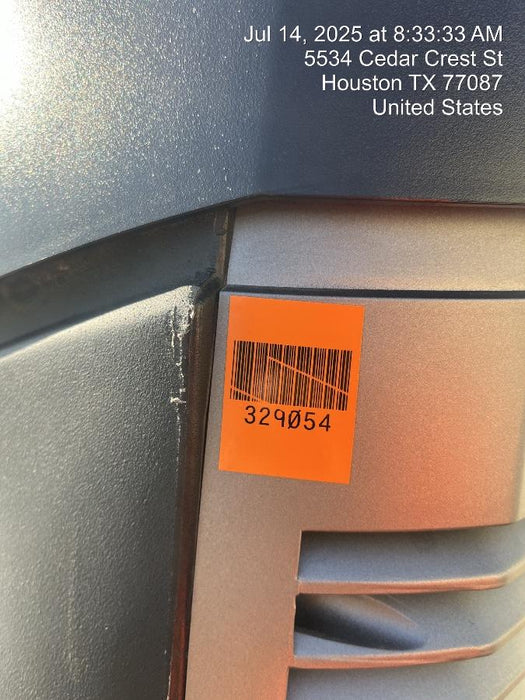 Jul 14, 2025 at 8:33:33 AM
5534 Cedar Crest St
Houston TX 77087
United States
329054